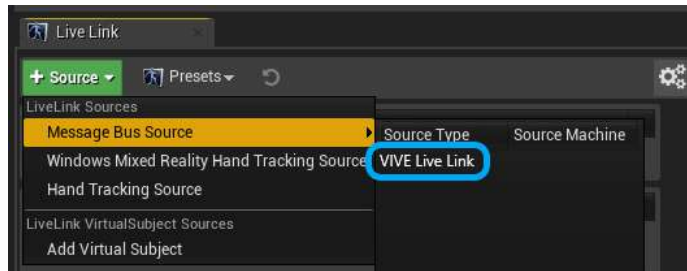 Live Link
+ Source Presets
LiveLink Sources
Message Bus Source
Source Type Source Machine
Windows Mixed Reality Hand Tracking Source
VIVE Live Link
Hand Tracking Source
LiveLink VirtualSubject Sources
Add Virtual Subject